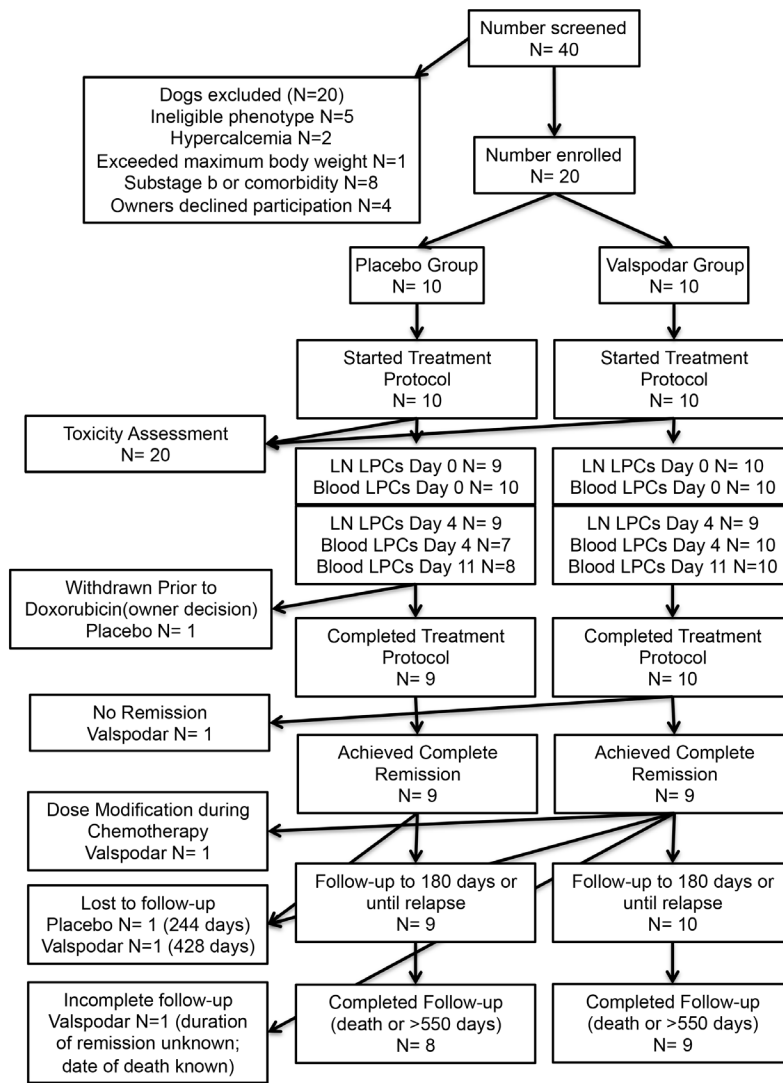 Number screened
N= 40
Dogs excluded (N=20)
Ineligible phenotype N=5
Hypercalcemia N=2
Exceeded maximum body weight N=1
Substage b or comorbidity N=8
Owners declined participation N=4
Number enrolled
N= 20
Placebo Group
N= 10
Valspodar Group
N= 10
Started Treatment
Protocol
N= 10
Started Treatment
Protocol
N= 10
Toxicity Assessment
N= 20
LN LPCs Day 0 N= 9
Blood LPCs Day 0 N= 10
LN LPCs Day 0 N= 10
Blood LPCs Day 0 N= 10
LN LPCs Day 4 N= 9
Blood LPCs Day 4 N=7
Blood LPCs Day 11 N=8
LN LPCs Day 4 N= 9
Blood LPCs Day 4 N= 10
Blood LPCs Day 11 N=10
Withdrawn Prior to
Doxorubicin(owner decision)
Placebo N= 1
Completed Treatment
Protocol
N= 9
Completed Treatment
Protocol
N= 10
No Remission
Valspodar N= 1
Achieved Complete
Remission
N= 9
Achieved Complete
Remission
N= 9
Dose Modification during
Chemotherapy
Valspodar N= 1
Follow-up to 180 days or
until relapse
N= 9
Follow-up to 180 days or
until relapse
N= 10
Lost to follow-up
Placebo N= 1 (244 days)
Valspodar N=1 (428 days)
Incomplete follow-up
Valspodar N=1 (duration
of remission unknown;
date of death known)
Completed Follow-up
(death or >550 days)
N= 8
Completed Follow-up
(death or >550 days)
N= 9